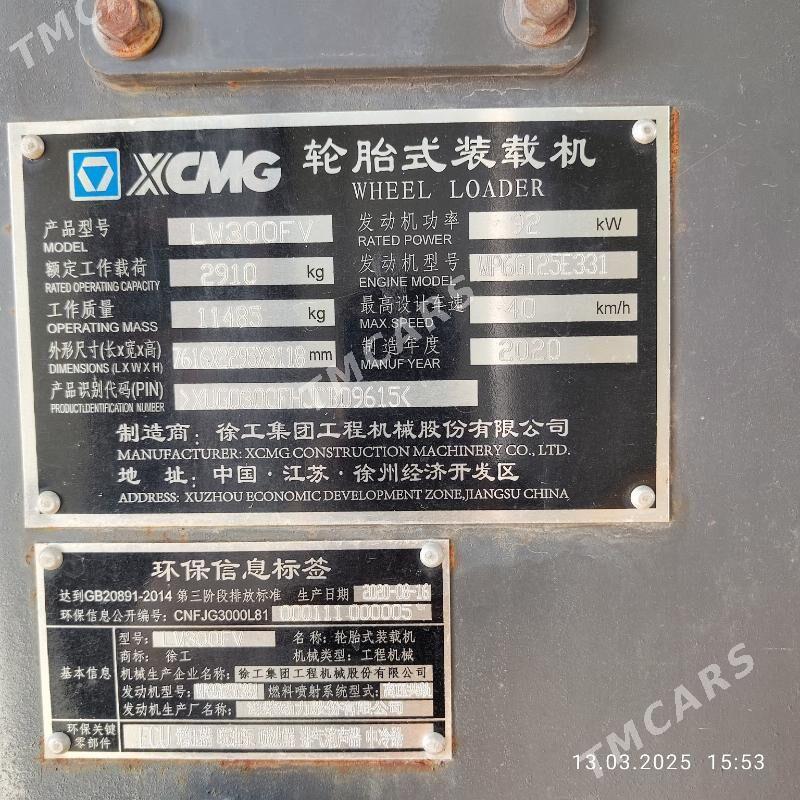 TMCARS
XCMG 轮胎式装载机
WHEEL LOADER
产品型号 LW300FV
MODEL
发动机功率 92 kW
RATED POWER
额定工作载荷 2910 kg
RATED OPERATING CAPACITY
发动机型号 WP6G125E331
ENGINE MODEL
工作质量 11485 kg
OPERATING MASS
最高设计车速 40 km/h
MAX.SPEED
外形尺寸(长x宽x高) mm
DIMENSIONS (L X W X H)
制造年度 2020
MANUF YEAR
产品识别代码(PIN)
PRODUCTLDENTIFICATION NUMBER
制造商：徐工集团工程机械股份有限公司
MANUFACTURER: XCMG CONSTRUCTION MACHINERY CO., LTD.
地 址：中国·江苏·徐州经济开发区
ADDRESS: XUZHOU ECONOMIC DEVELOPMENT ZONE,JIANGSU CHINA
TMCARS
环保信息标签
达到GB20891-2014 第三阶段排放标准 生产日期
环保信息公开编号: CNFJG3000L81 000111 000005
型号: LW300FV 名称: 轮胎式装载机
商标: 徐工 机械类型: 工程机械
基本信息
机械生产企业名称: 徐工集团工程机械股份有限公司
发动机型号: 燃料喷射系统型式:
发动机生产厂名称:
环保关键
零部件
ECU
TMCARS
13.03.2025 15:53